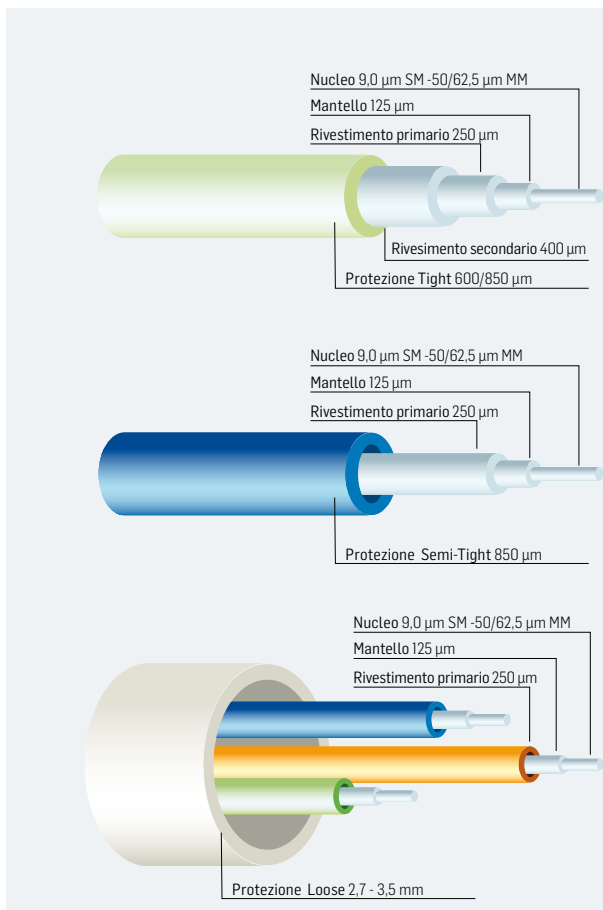 Nucleo 9,0 µm SM -50/62,5 µm MM
Mantello 125 µm
Rivestimento primario 250 µm
Rivesimento secondario 400 µm
Protezione Tight 600/850 µm
Nucleo 9,0 µm SM -50/62,5 µm MM
Mantello 125 µm
Rivestimento primario 250 µm
Protezione Semi-Tight 850 µm
Nucleo 9,0 µm SM -50/62,5 µm MM
Mantello 125 µm
Rivestimento primario 250 µm
Protezione Loose 2,7 - 3,5 mm